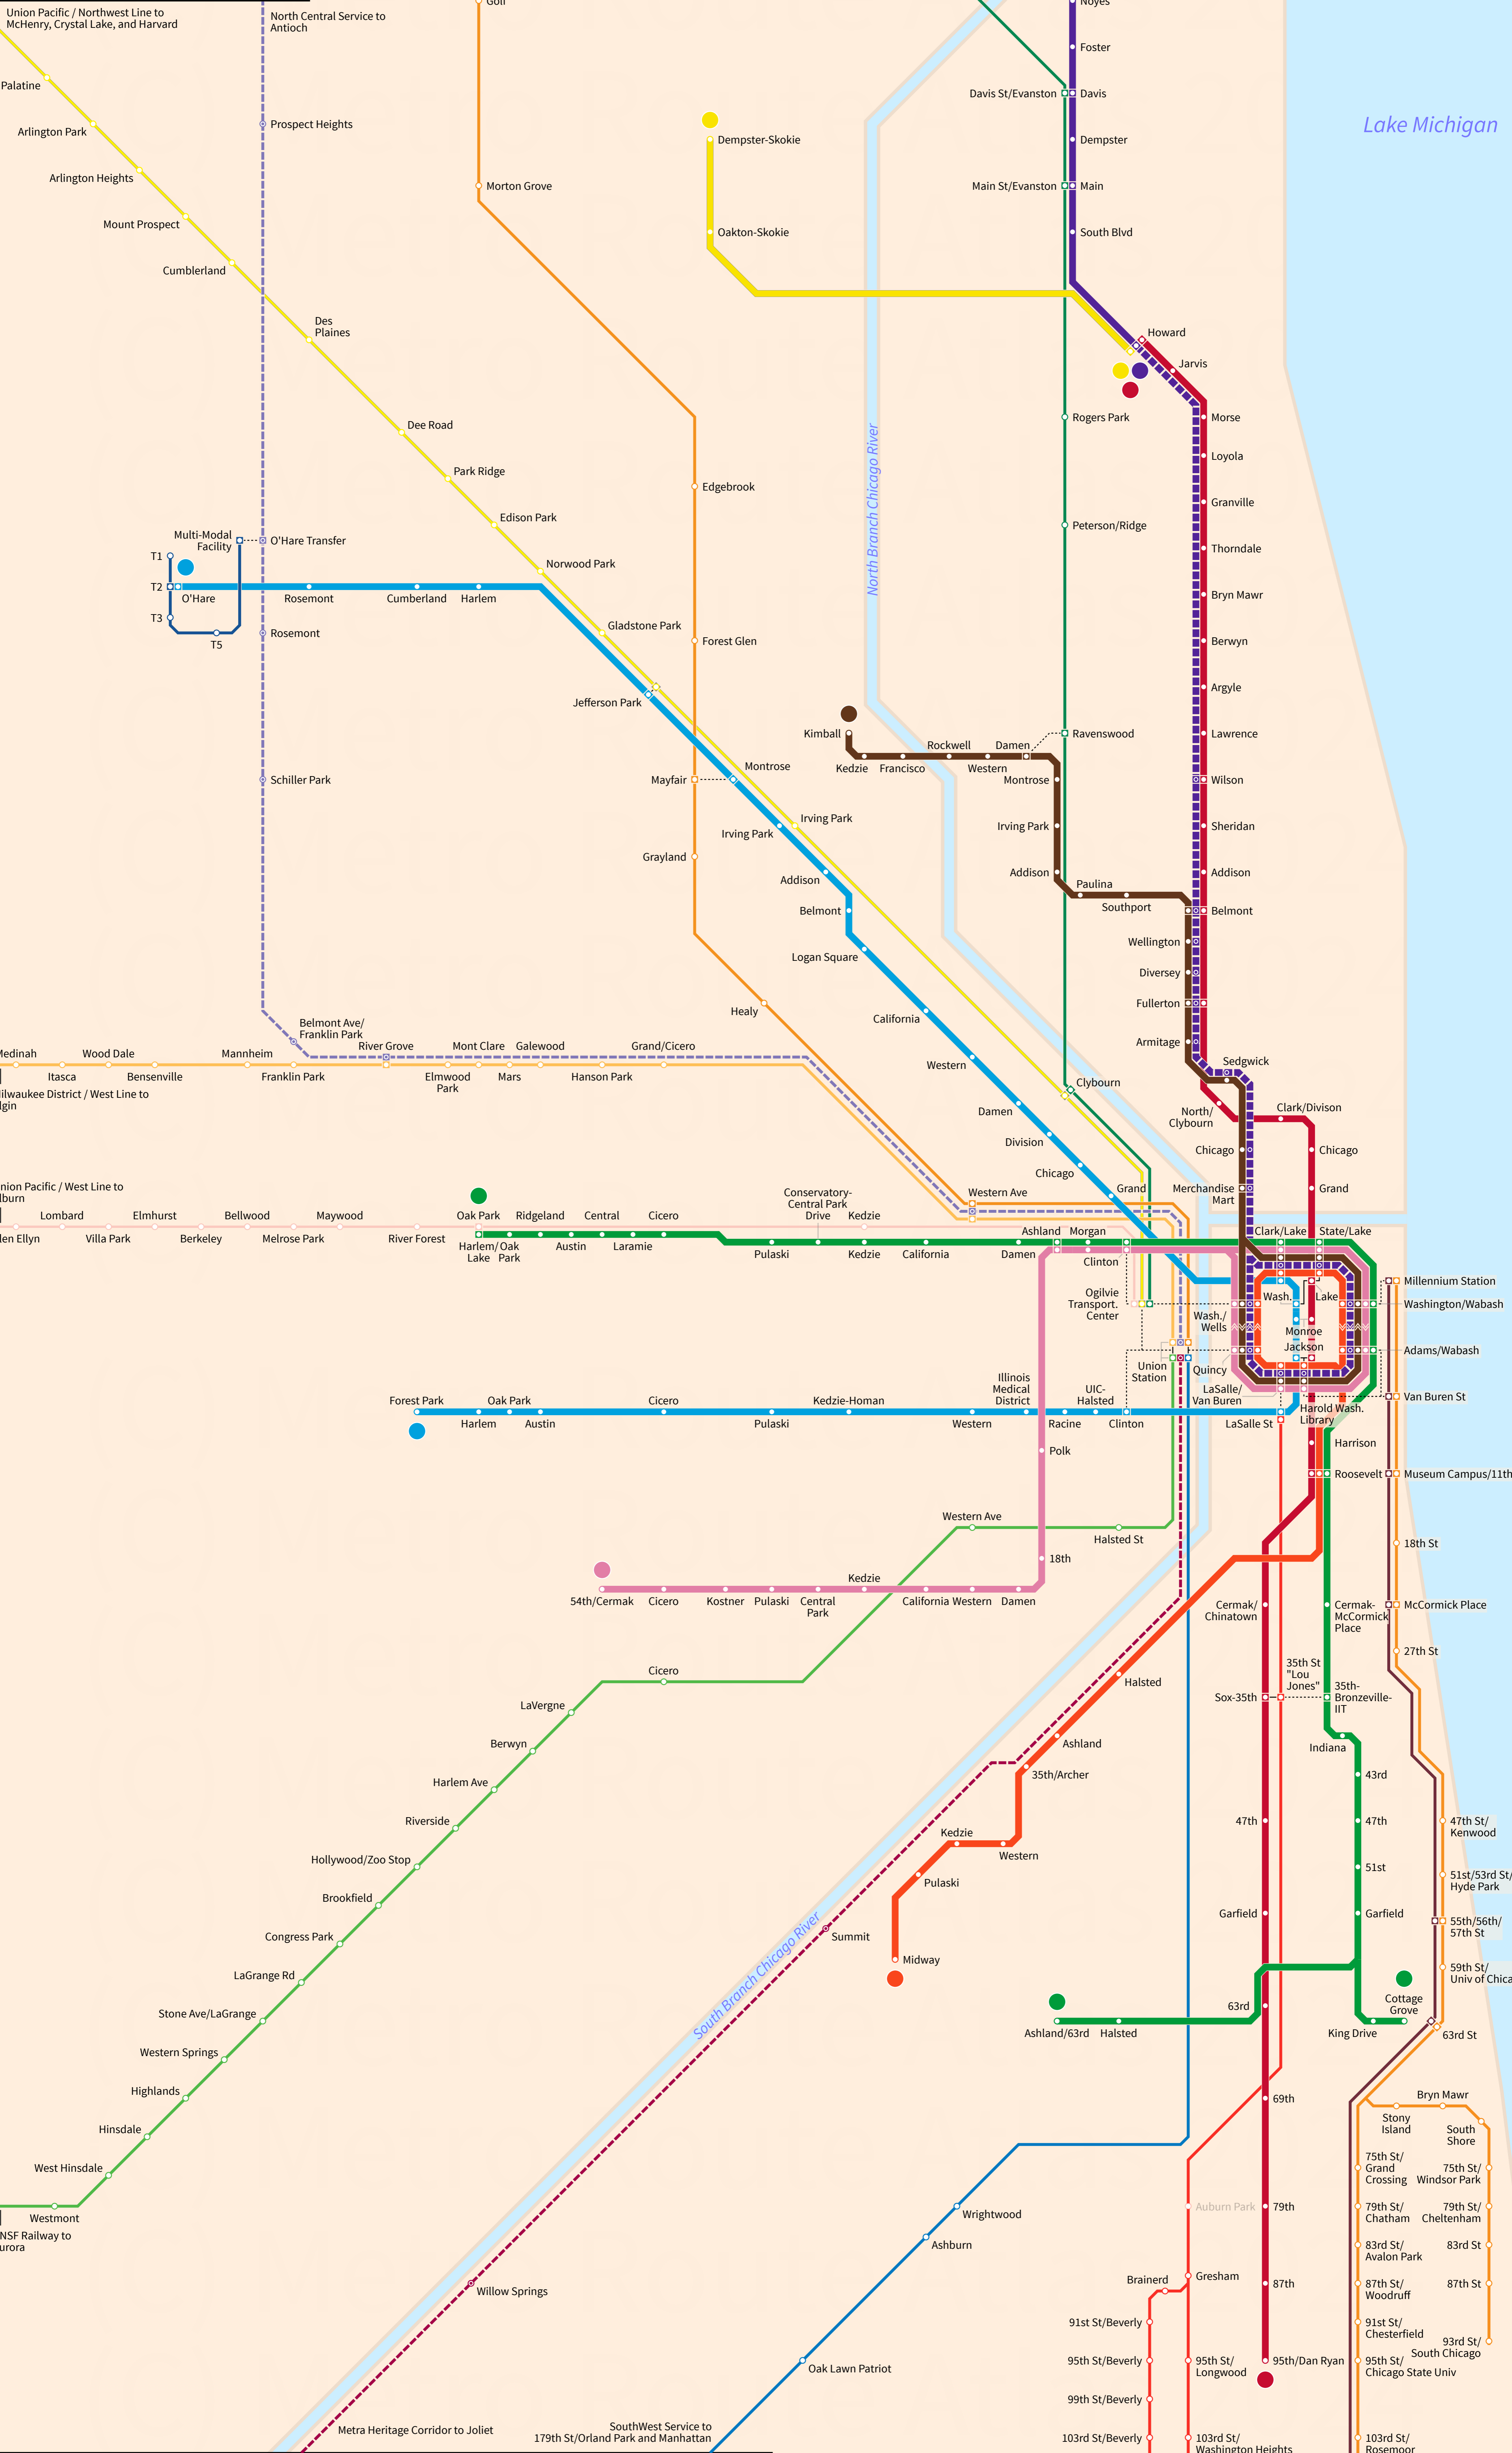 Union Pacific / Northwest Line to
McHenry, Crystal Lake, and Harvard
North Central Service to
Antioch
Golf
Noyes
Foster
Davis St/Evanston
Davis
Dempster
Main St/Evanston
Main
South Blvd
Lake Michigan
Palatine
Arlington Park
Arlington Heights
Mount Prospect
Cumblerland
Des
Plaines
Dee Road
Park Ridge
Edison Park
Norwood Park
Gladstone Park
Prospect Heights
Morton Grove
Dempster-Skokie
Oakton-Skokie
Howard
Jarvis
Morse
Loyola
Granville
Thorndale
Bryn Mawr
Berwyn
Argyle
Lawrence
Wilson
Sheridan
Addison
Belmont
Rogers Park
Peterson/Ridge
Ravenswood
North Branch Chicago River
Edgebrook
Forest Glen
Mayfair
Grayland
Healy
Multi-Modal
Facility
O'Hare Transfer
T1
T2
T3
T5
O'Hare
Rosemont
Cumberland
Harlem
Rosemont
Schiller Park
Jefferson Park
Montrose
Irving Park
Irving Park
Addison
Belmont
Logan Square
California
Western
Damen
Division
Chicago
Grand
Kimball
Kedzie
Francisco
Rockwell
Western
Damen
Montrose
Irving Park
Addison
Paulina
Southport
Wellington
Diversey
Fullerton
Armitage
Sedgwick
Clybourn
North/
Clybourn
Clark/Divison
Chicago
Chicago
Merchandise
Mart
Grand
Belmont Ave/
Franklin Park
Medinah
Itasca
Wood Dale
Bensenville
Mannheim
Franklin Park
River Grove
Elmwood
Park
Mont Clare
Mars
Galewood
Hanson Park
Grand/Cicero
Milwaukee District / West Line to
Elgin
Union Pacific / West Line to
Elburn
Glen Ellyn
Lombard
Villa Park
Elmhurst
Berkeley
Bellwood
Melrose Park
Maywood
River Forest
Oak Park
Harlem/
Lake
Oak
Park
Ridgeland
Austin
Central
Laramie
Cicero
Pulaski
Conservatory-
Central Park
Drive
Kedzie
Kedzie
California
Western Ave
Damen
Ashland
Morgan
Clinton
Clark/Lake
State/Lake
Ogilvie
Transport.
Center
Wash./
Wells
Wash.
Lake
Monroe
Jackson
Union
Station
Quincy
LaSalle/
Van Buren
Harold Wash.
Library
LaSalle St
Millennium Station
Washington/Wabash
Adams/Wabash
Van Buren St
Forest Park
Harlem
Oak Park
Austin
Cicero
Pulaski
Kedzie-Homan
Western
Illinois
Medical
District
Racine
UIC-
Halsted
Clinton
Harrison
Roosevelt
Museum Campus/11th
Polk
18th
18th St
Western Ave
Halsted St
54th/Cermak
Cicero
Kostner
Pulaski
Central
Park
Kedzie
California
Western
Damen
Cermak/
Chinatown
Cermak-
McCormick
Place
McCormick Place
27th St
Sox-35th
35th St
"Lou
Jones"
35th-
Bronzeville-
IIT
Indiana
43rd
47th
47th
51st
Garfield
Garfield
47th St/
Kenwood
51st/53rd St/
Hyde Park
55th/56th/
57th St
59th St/
Univ of Chica
Cottage
Grove
King Drive
63rd St
63rd
Ashland/63rd
Halsted
Halsted
Ashland
35th/Archer
Western
Kedzie
Pulaski
Midway
Cicero
LaVergne
Berwyn
Harlem Ave
Riverside
Hollywood/Zoo Stop
Brookfield
Congress Park
LaGrange Rd
Stone Ave/LaGrange
Western Springs
Highlands
Hinsdale
West Hinsdale
Westmont
NSF Railway to
urora
Summit
South Branch Chicago River
Willow Springs
Metra Heritage Corridor to Joliet
Wrightwood
Ashburn
Oak Lawn Patriot
SouthWest Service to
179th St/Orland Park and Manhattan
69th
79th
87th
95th/Dan Ryan
Auburn Park
Gresham
Brainerd
91st St/Beverly
95th St/Beverly
99th St/Beverly
103rd St/Beverly
95th St/
Longwood
103rd St/
Washington Heights
Stony
Island
Bryn Mawr
South
Shore
75th St/
Grand
Crossing
75th St/
Windsor Park
79th St/
Chatham
79th St/
Cheltenham
83rd St/
Avalon Park
83rd St
87th St/
Woodruff
87th St
91st St/
Chesterfield
93rd St/
South Chicago
95th St/
Chicago State Univ
103rd St/
Rosemoor